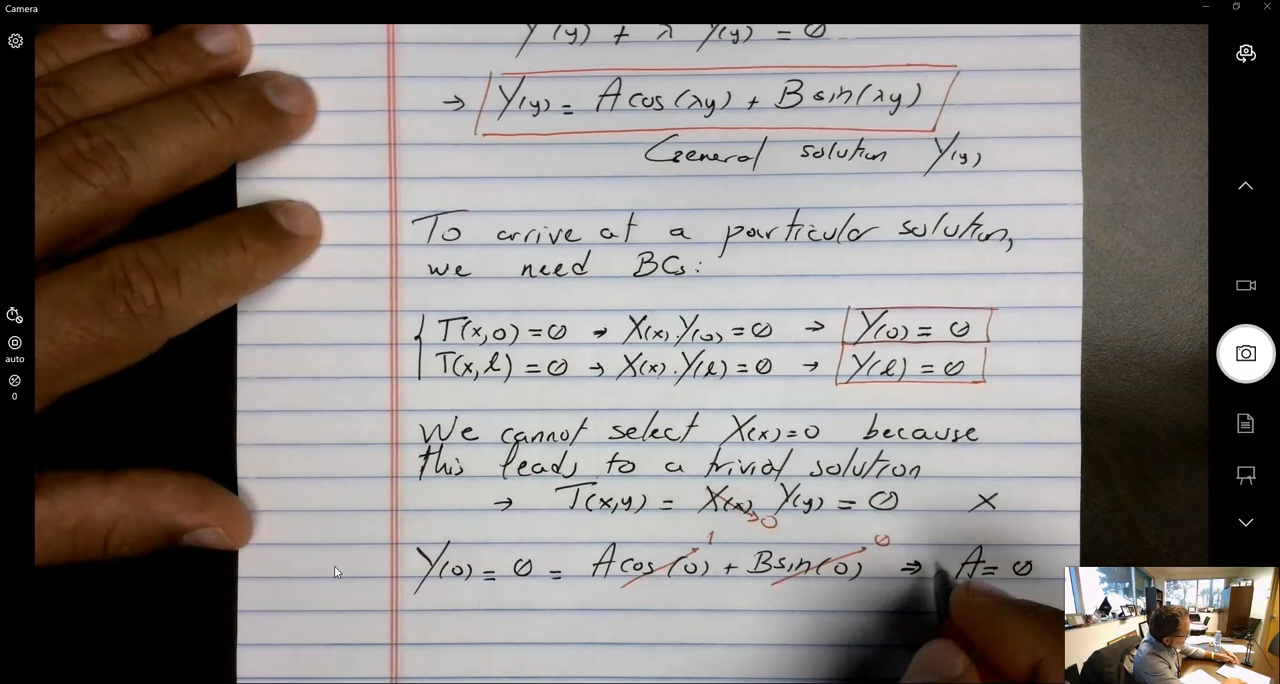 Camera
Y(y) + λ Y(y) = 0
→ Y(y) = A cos(λy) + B sin(λy)
General solution Y(y)
To arrive at a particular solution,
we need BCs:
T(x,0) = 0 → X(x).Y(0) = 0 → Y(0) = 0
T(x,l) = 0 → X(x).Y(l) = 0 → Y(l) = 0
We cannot select X(x)=0 because
this leads to a trivial solution
→ T(x,y) = X(x) Y(y) = 0 X
0
1 0
Y(0) = 0 = A cos(0) + B sin(0) ⇒ A = 0
auto
0